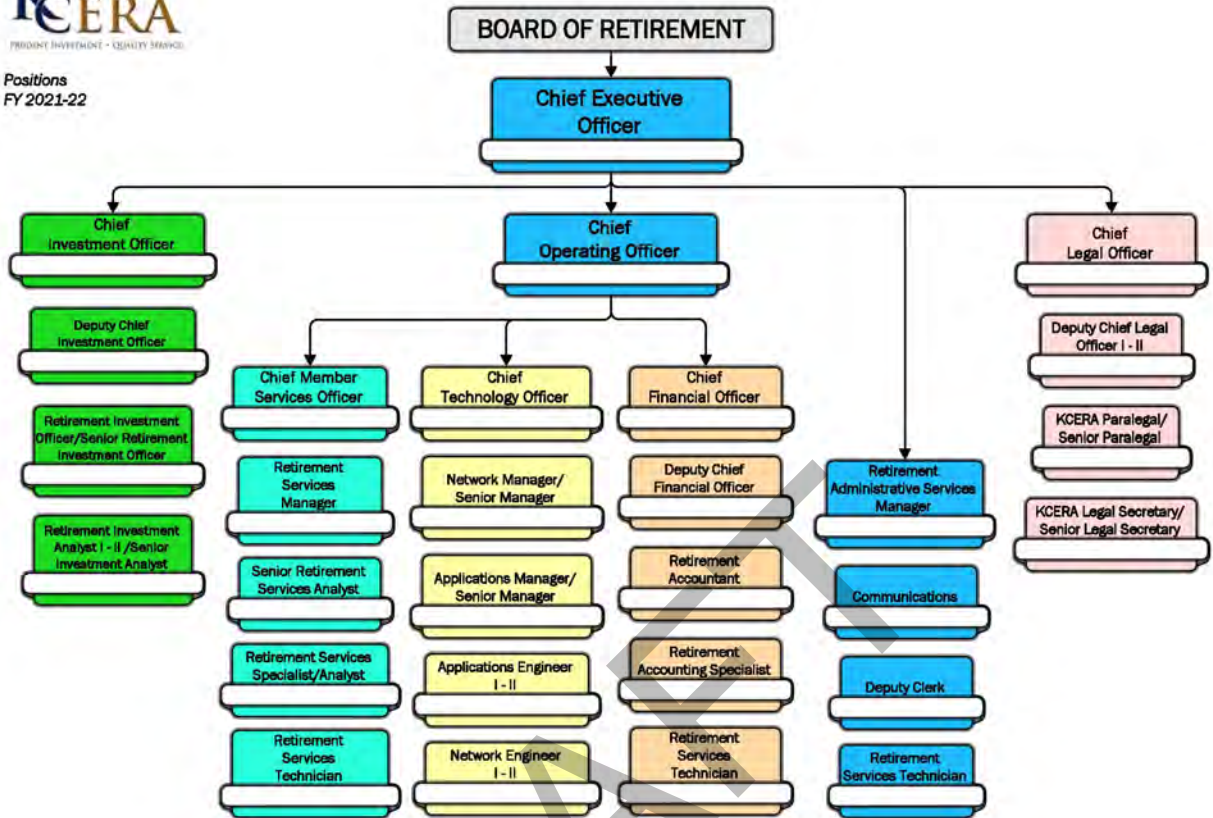 KCERA
PRUDENT INVESTMENT • QUALITY SERVICE
Positions
FY 2021-22
BOARD OF RETIREMENT
Chief Executive
Officer
Chief
Investment Officer
Chief
Operating Officer
Chief
Legal Officer
Deputy Chief
Investment Officer
Retirement Investment
Officer/Senior Retirement
Investment Officer
Retirement Investment
Analyst I - II /Senior
Investment Analyst
Chief Member
Services Officer
Retirement
Services
Manager
Senior Retirement
Services Analyst
Retirement Services
Specialist/Analyst
Retirement
Services
Technician
Chief
Technology Officer
Network Manager/
Senior Manager
Applications Manager/
Senior Manager
Applications Engineer
I - II
Network Engineer
I - II
Chief
Financial Officer
Deputy Chief
Financial Officer
Retirement
Accountant
Retirement
Accounting Specialist
Retirement
Services
Technician
Retirement
Administrative Services
Manager
Communications
Deputy Clerk
Retirement
Services Technician
Deputy Chief Legal
Officer I - II
KCERA Paralegal/
Senior Paralegal
KCERA Legal Secretary/
Senior Legal Secretary
AFT